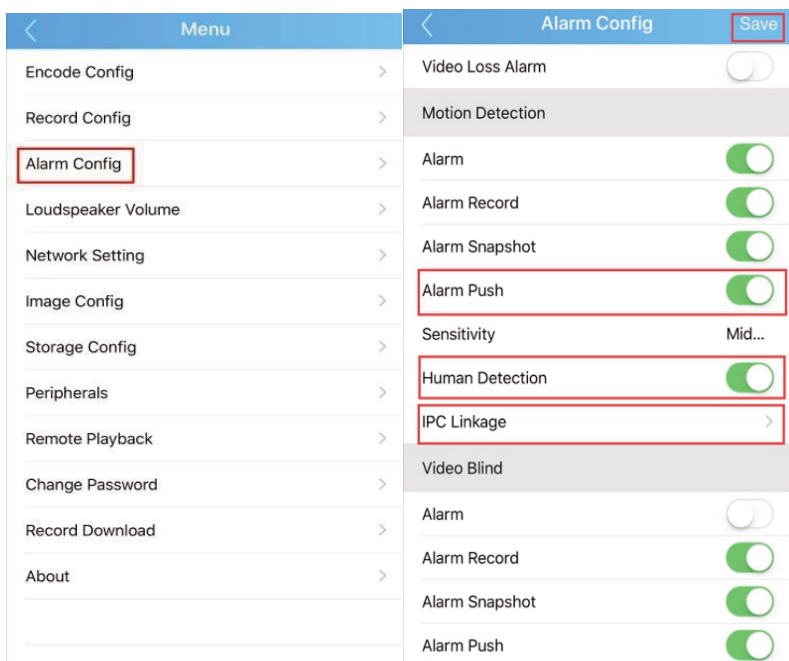 Menu
Encode Config
Record Config
Alarm Config
Loudspeaker Volume
Network Setting
Image Config
Storage Config
Peripherals
Remote Playback
Change Password
Record Download
About
Alarm Config Save
Video Loss Alarm
Motion Detection
Alarm
Alarm Record
Alarm Snapshot
Alarm Push
Sensitivity Mid...
Human Detection
IPC Linkage
Video Blind
Alarm
Alarm Record
Alarm Snapshot
Alarm Push